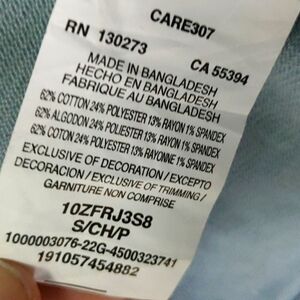 CARE307
RN 130273 CA 55394
MADE IN BANGLADESH
HECHO EN BANGLADESH
FABRIQUE AU BANGLADESH
62% COTTON 24% POLYESTER 13% RAYON 1% SPANDEX
62% ALGODON 24% POLIESTER 13% RAYON 1% SPANDEX
62% COTON 24% POLYESTER 13% RAYONNE 1% SPANDEX
EXCLUSIVE OF DECORATION / EXCEPTO
DECORACION / EXCLUSIVE OF TRIMMING /
GARNITURE NON COMPRISE
10ZFRJ3S8
S/CH/P
1000003076-22G-4500323741
191057454882